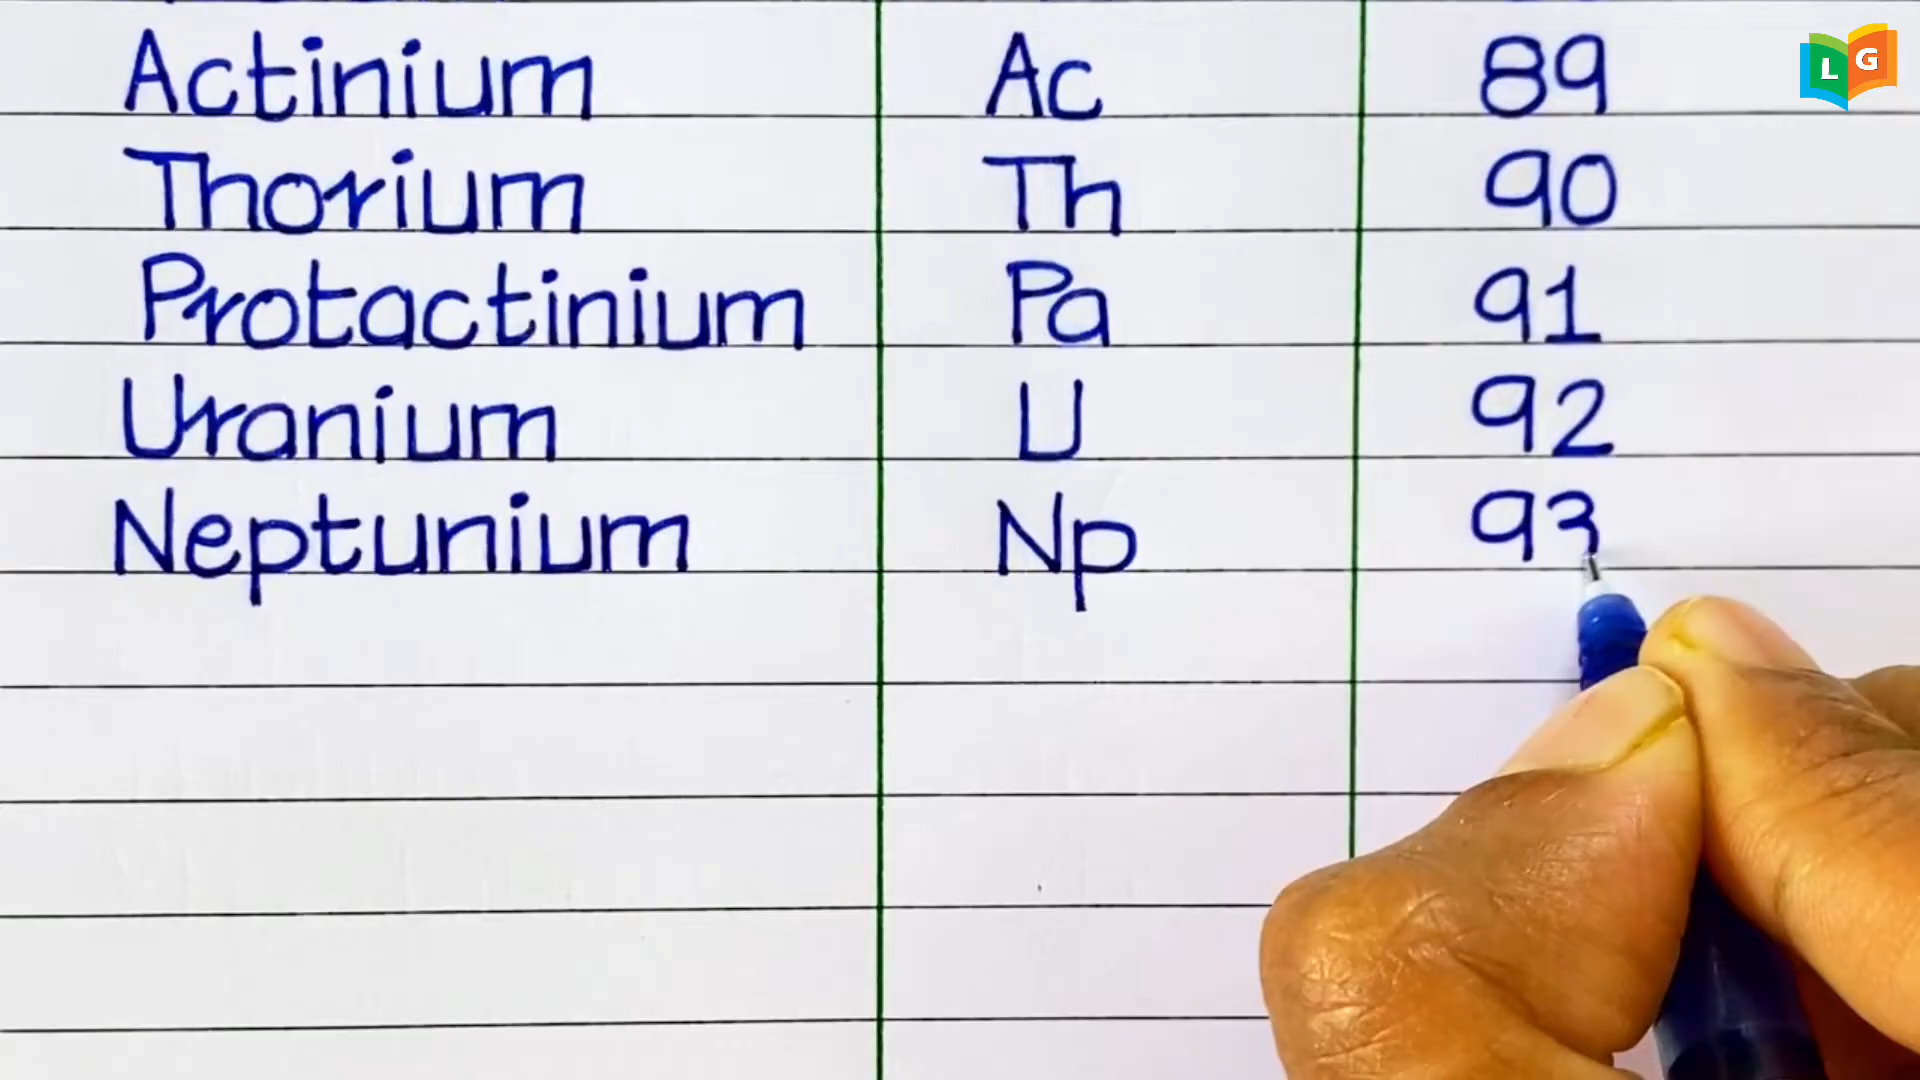 L G
Actinium Ac 89
Thorium Th 90
Protactinium Pa 91
Uranium U 92
Neptunium Np 93